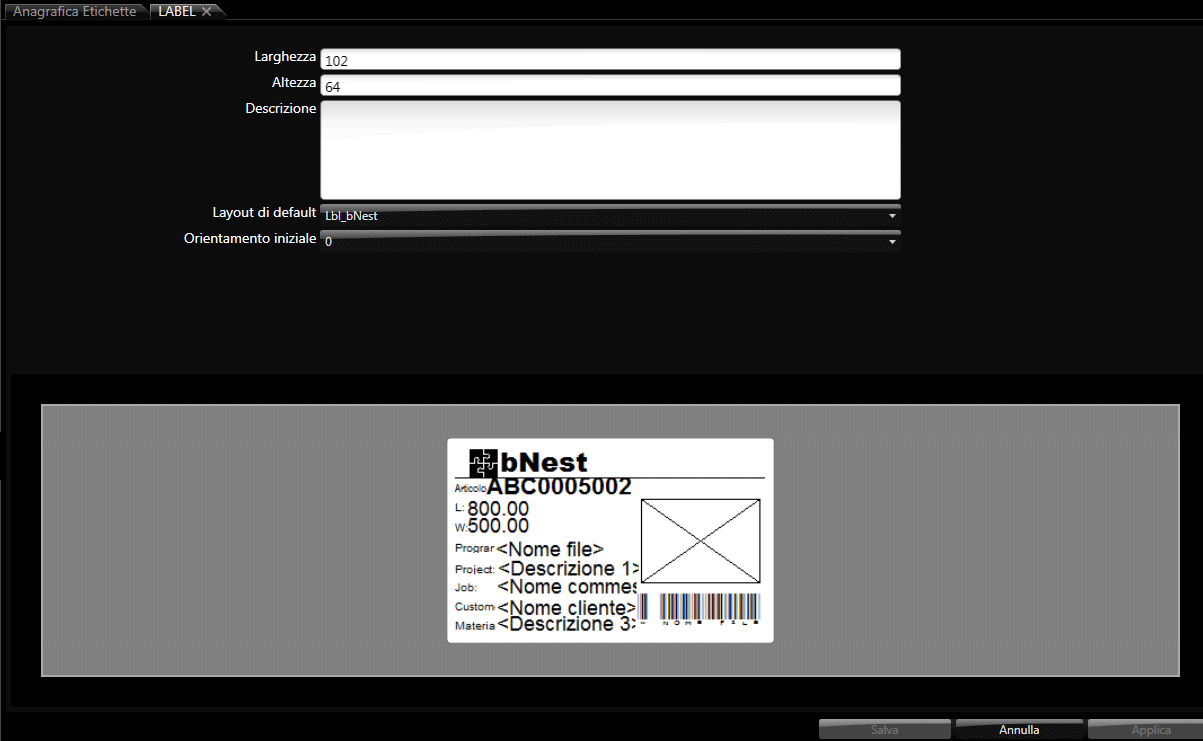 Anagrafica Etichette LABEL
Larghezza 102
Altezza 64
Descrizione
Layout di default Lbl_bNest
Orientamento iniziale 0
bNest
Articolo ABC0005002
L: 800.00
W: 500.00
Prograr <Nome file>
Project: <Descrizione 1>
Job: <Nome commes
Custom <Nome cliente>
Materia <Descrizione 3>
NOME FILE
Salva Annulla Applica